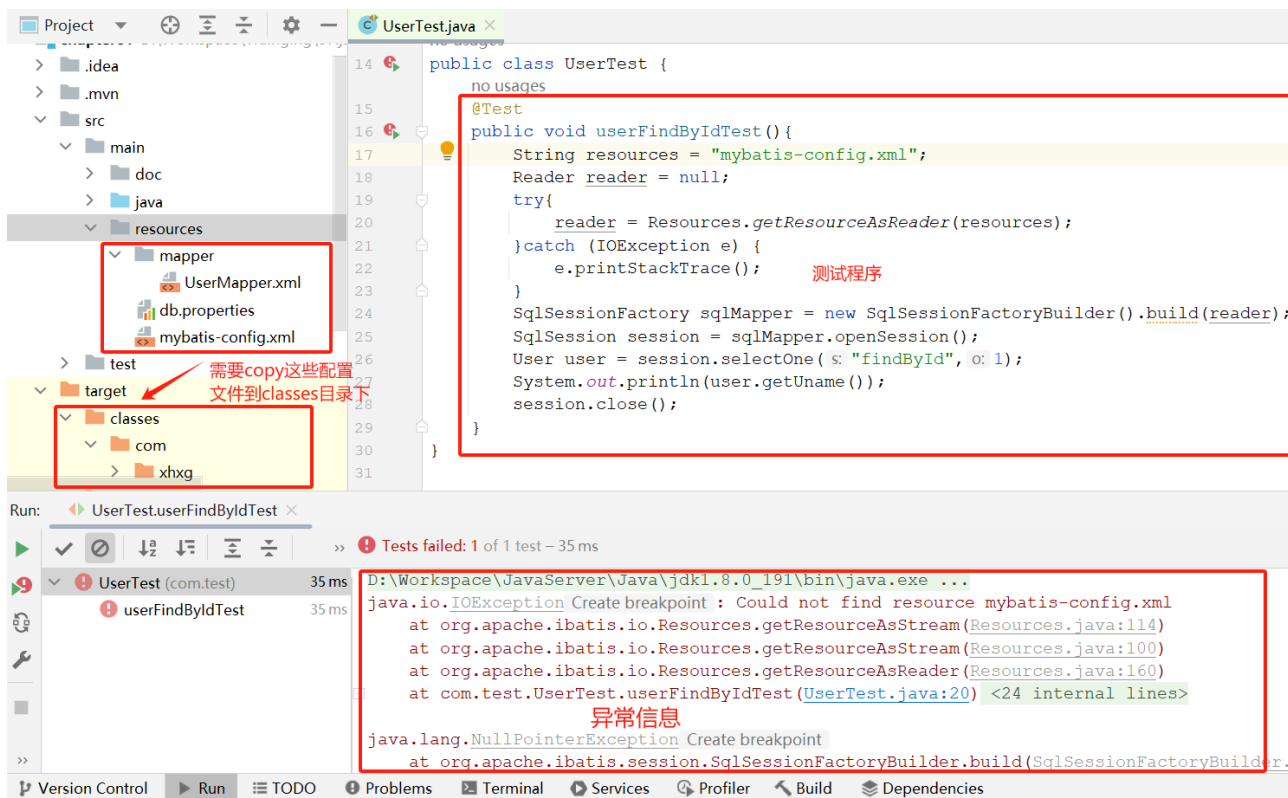 Project
UserTest.java
.idea
.mvn
src
main
doc
java
resources
mapper
UserMapper.xml
db.properties
mybatis-config.xml
test
target
classes
com
xhxg
需要copy这些配置
文件到classes目录下
14 public class UserTest {
no usages
15 @Test
16 public void userFindByIdTest(){
17 String resources = "mybatis-config.xml";
18 Reader reader = null;
19 try{
20 reader = Resources.getResourceAsReader(resources);
21 }catch (IOException e) {
22 e.printStackTrace();
测试程序
23 }
24 SqlSessionFactory sqlMapper = new SqlSessionFactoryBuilder().build(reader);
25 SqlSession session = sqlMapper.openSession();
26 User user = session.selectOne( s: "findById", o: 1);
27 System.out.println(user.getUname());
28 session.close();
29 }
30 }
31
Run: UserTest.userFindByIdTest
Tests failed: 1 of 1 test – 35 ms
UserTest (com.test) 35 ms
userFindByIdTest 35 ms
D:\Workspace\JavaServer\Java\jdk1.8.0_191\bin\java.exe ...
java.io.IOException Create breakpoint : Could not find resource mybatis-config.xml
at org.apache.ibatis.io.Resources.getResourceAsStream(Resources.java:114)
at org.apache.ibatis.io.Resources.getResourceAsStream(Resources.java:100)
at org.apache.ibatis.io.Resources.getResourceAsReader(Resources.java:160)
at com.test.UserTest.userFindByIdTest(UserTest.java:20) <24 internal lines>
异常信息
java.lang.NullPointerException Create breakpoint
at org.apache.ibatis.session.SqlSessionFactoryBuilder.build(SqlSessionFactoryBuilder.
Version Control Run TODO Problems Terminal Services Profiler Build Dependencies